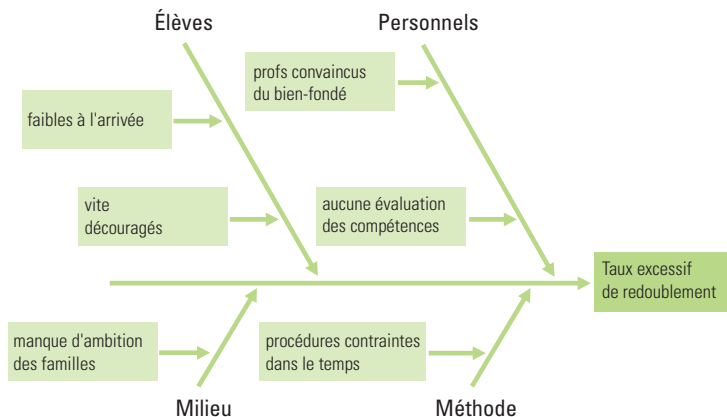 Élèves
Personnels
profs convaincus
du bien-fondé
faibles à l'arrivée
vite
découragés
aucune évaluation
des compétences
Taux excessif
de redoublement
manque d'ambition
des familles
procédures contraintes
dans le temps
Milieu
Méthode